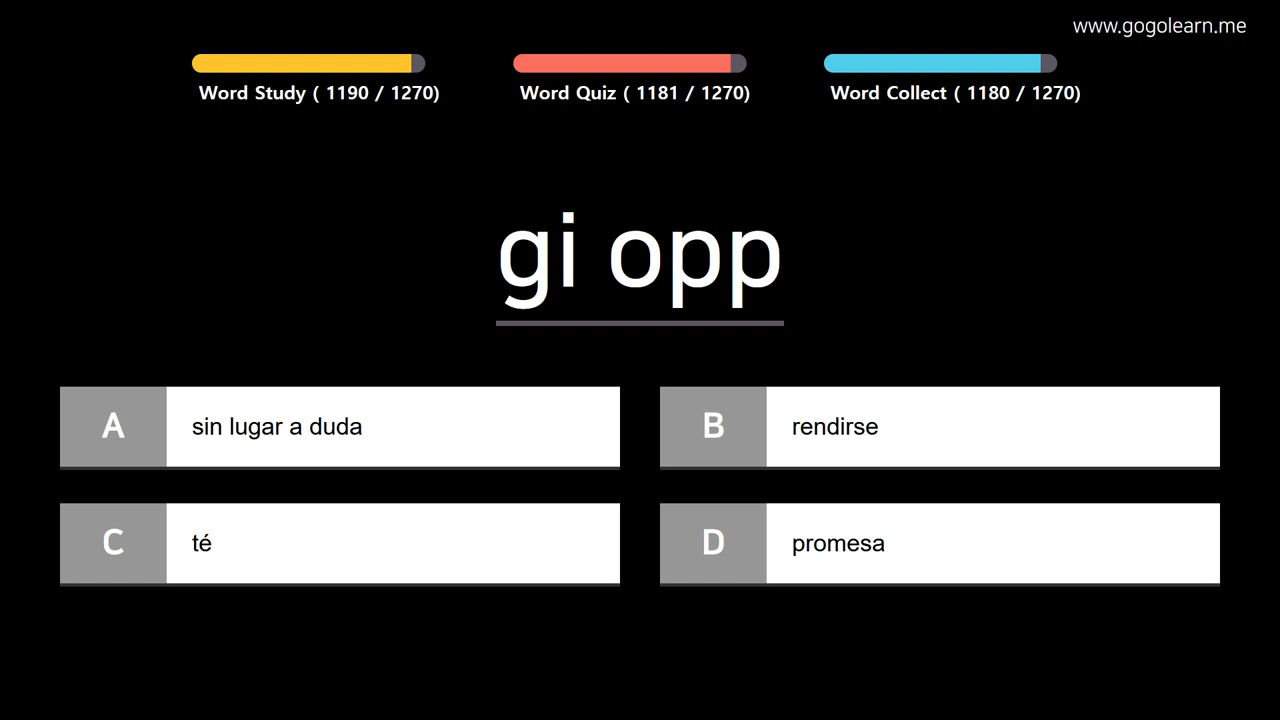 www.gogolearn.me
Word Study ( 1190 / 1270)
Word Quiz ( 1181 / 1270)
Word Collect ( 1180 / 1270)
gi opp
A
sin lugar a duda
B
rendirse
C
té
D
promesa